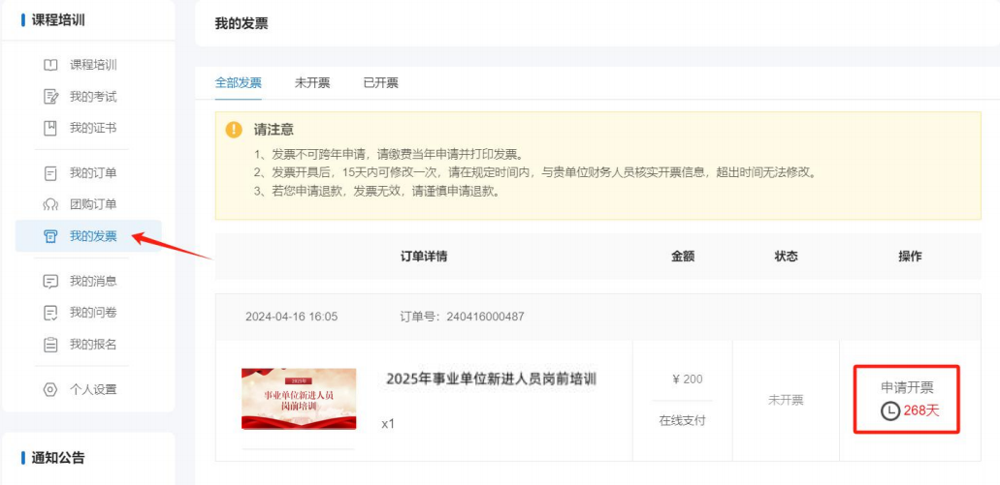 课程培训
课程培训
我的考试
我的证书
我的订单
团购订单
我的发票
我的消息
我的问卷
我的报名
个人设置
通知公告
我的发票
全部发票 未开票 已开票
请注意
1、发票不可跨年申请，请缴费当年申请并打印发票。
2、发票开具后，15天内可修改一次，请在规定时间内，与贵单位财务人员核实开票信息，超出时间无法修改。
3、若您申请退款，发票无效，请谨慎申请退款。
订单详情 金额 状态 操作
2024-04-16 16:05 订单号：240416000487
2025年
事业单位新进人员
岗前培训
2025年事业单位新进人员岗前培训
x1
¥ 200
在线支付
未开票
申请开票
268天